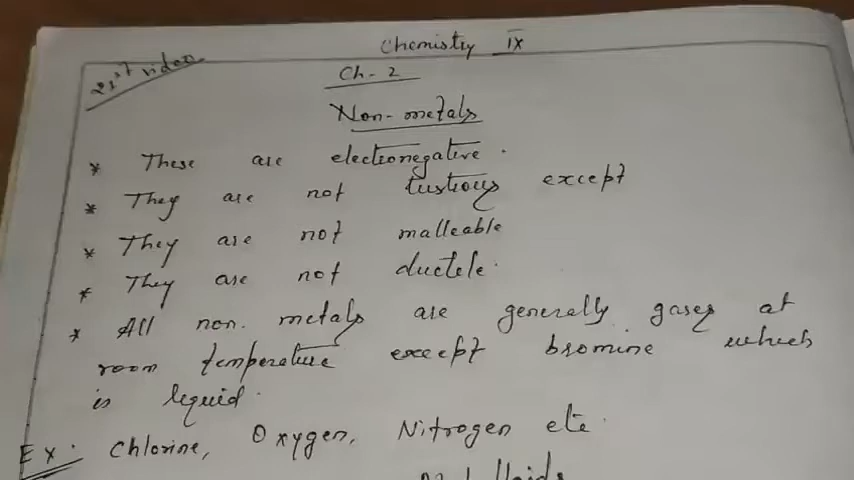 Chemistry IX
21st video
Ch-2
Non-metals
* These are electronegative.
* They are not lustrous except
* They are not malleable
* They are not ductele.
* All non. metals are generally gases at
room temperature except bromine which
is liquid.
Ex: Chlorine, Oxygen, Nitrogen etc.